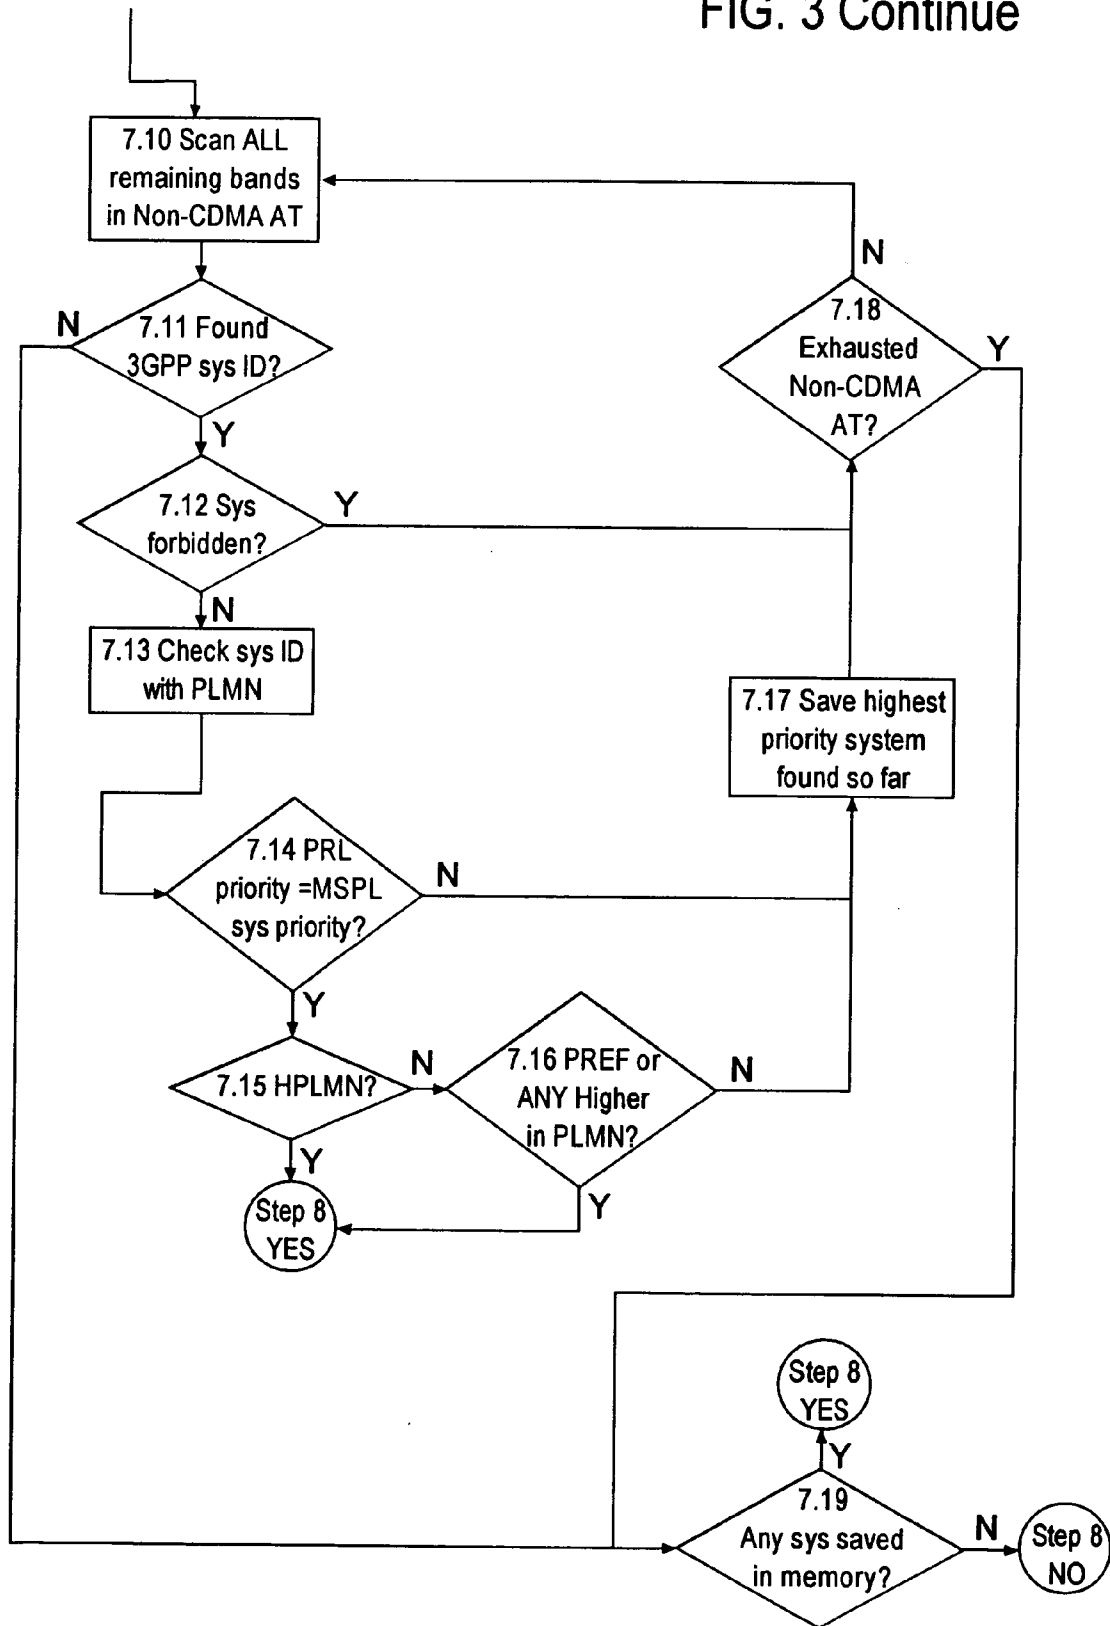 FIG. 3 Continue
7.10 Scan ALL
remaining bands
in Non-CDMA AT
N
7.11 Found
3GPP sys ID?
Y
7.12 Sys
forbidden?
Y
N
7.13 Check sys ID
with PLMN
7.14 PRL
priority =MSPL
sys priority?
N
Y
7.15 HPLMN?
N
Y
7.16 PREF or
ANY Higher
in PLMN?
N
Y
Step 8
YES
7.17 Save highest
priority system
found so far
7.18
Exhausted
Non-CDMA
AT?
N
Y
Step 8
YES
Y
7.19
Any sys saved
in memory?
N
Step 8
NO